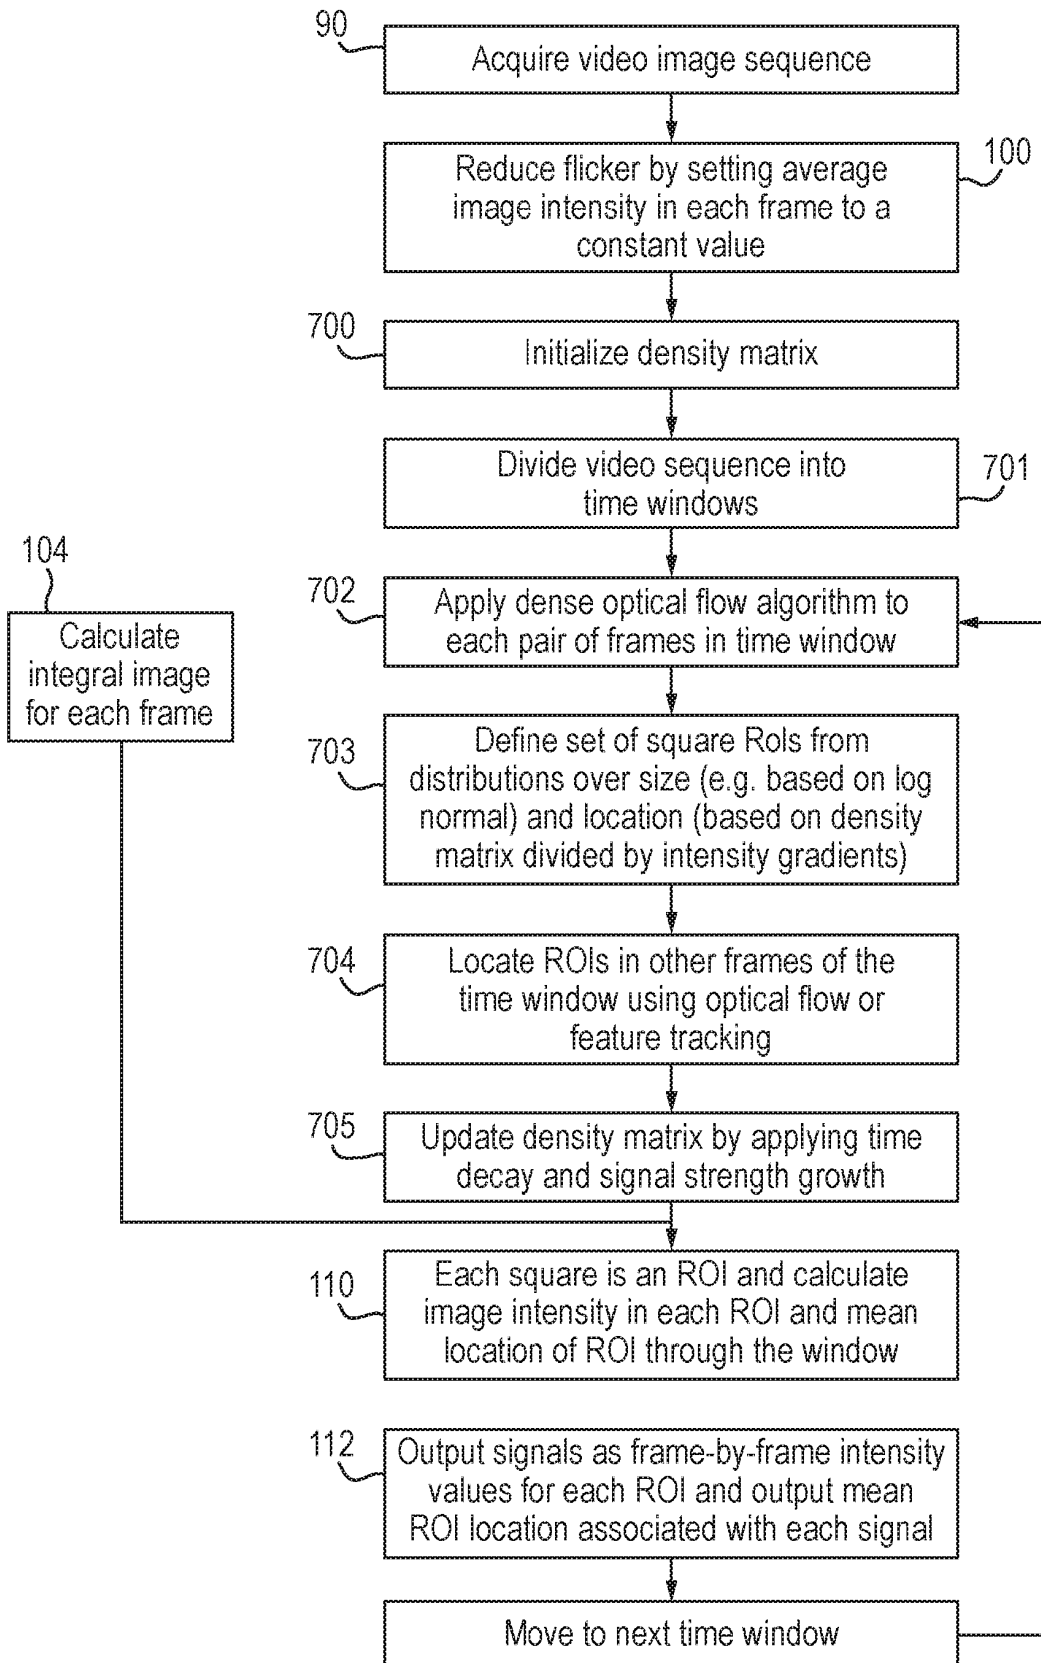 90
Acquire video image sequence
100
Reduce flicker by setting average
image intensity in each frame to a
constant value
700
Initialize density matrix
701
Divide video sequence into
time windows
104
Calculate
integral image
for each frame
702
Apply dense optical flow algorithm to
each pair of frames in time window
703
Define set of square RoIs from
distributions over size (e.g. based on log
normal) and location (based on density
matrix divided by intensity gradients)
704
Locate ROIs in other frames of the
time window using optical flow or
feature tracking
705
Update density matrix by applying time
decay and signal strength growth
110
Each square is an ROI and calculate
image intensity in each ROI and mean
location of ROI through the window
112
Output signals as frame-by-frame intensity
values for each ROI and output mean
ROI location associated with each signal
Move to next time window